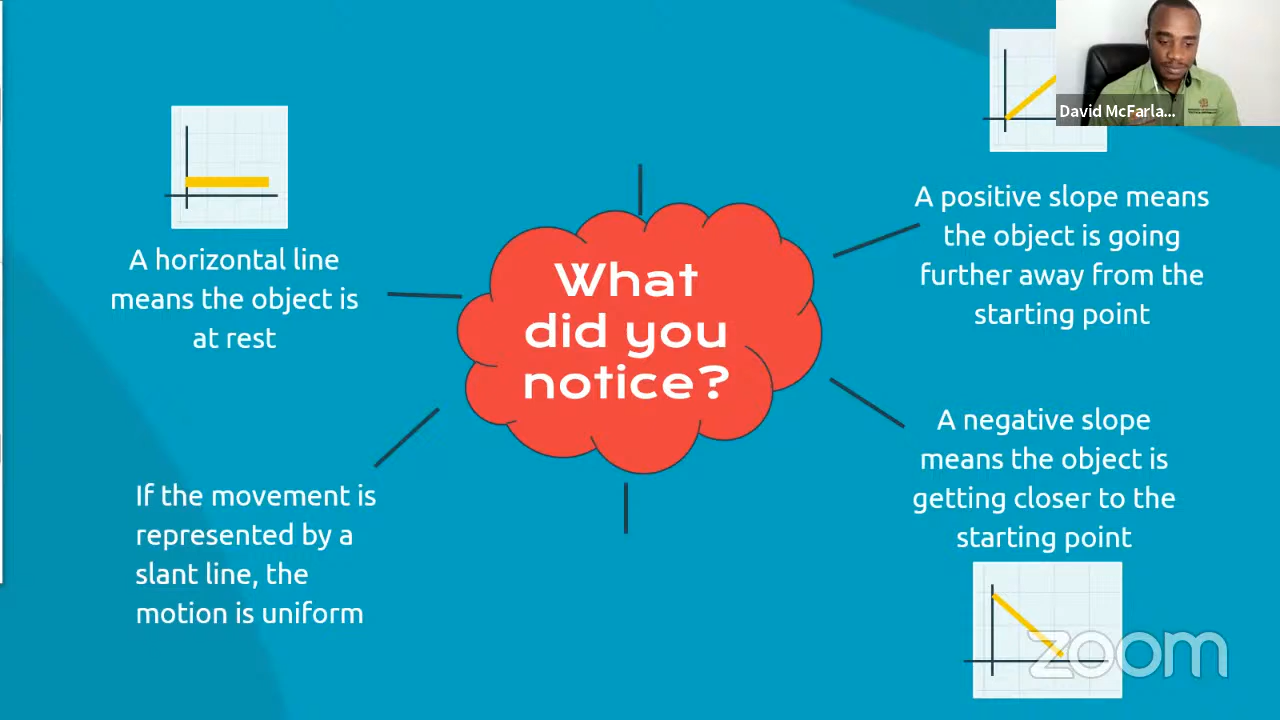 David McFarla...
A horizontal line
means the object is
at rest
What
did you
notice?
A positive slope means
the object is going
further away from the
starting point
If the movement is
represented by a
slant line, the
motion is uniform
A negative slope
means the object is
getting closer to the
starting point
zoom